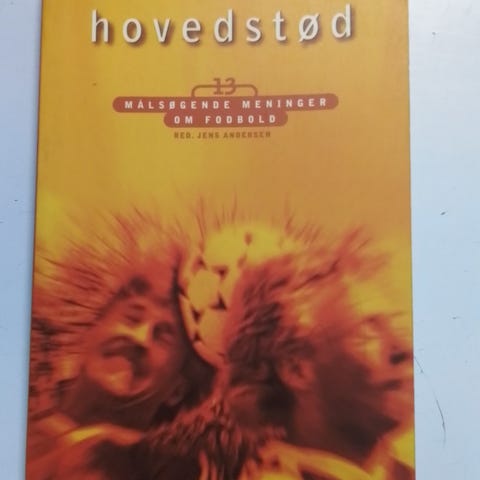 hovedstød
13
MÅLSØGENDE MENINGER
OM FODBOLD
RED. JENS ANDERSEN